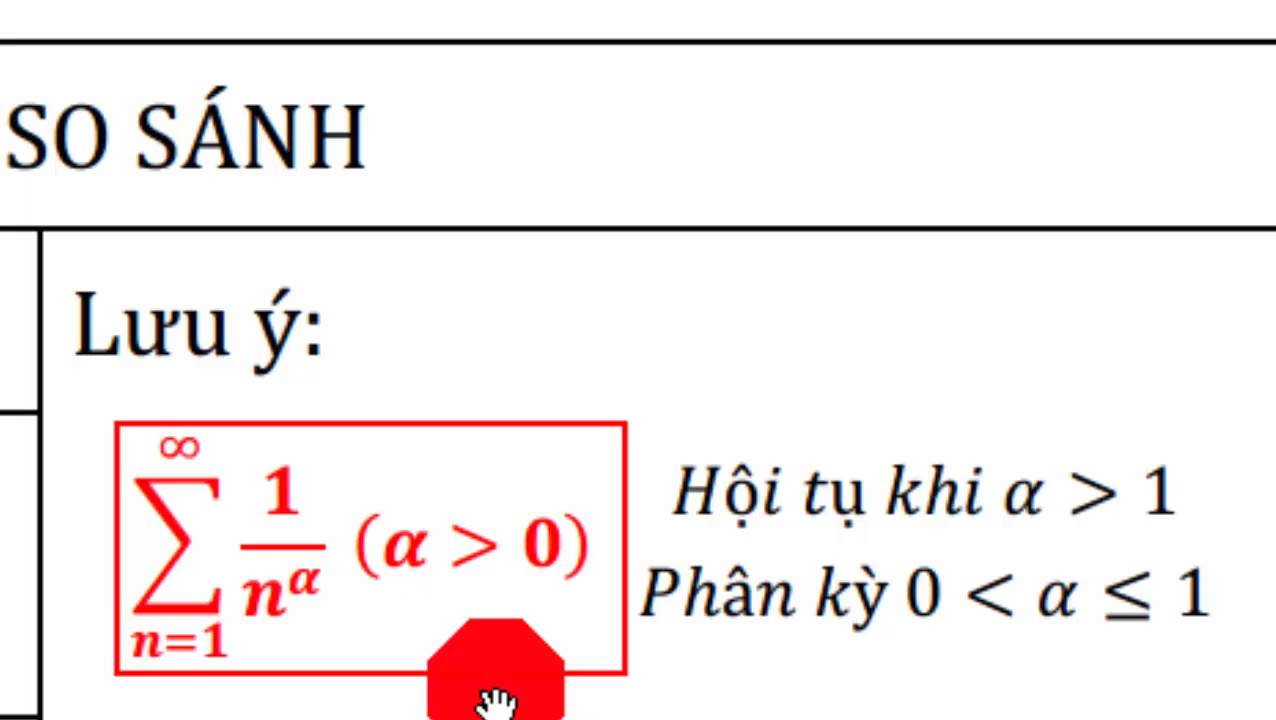 SO SÁNH
Lưu ý:
∞
∑ 1/n^α (α > 0)
n=1
Hội tụ khi α > 1
Phân kỳ 0 < α ≤ 1